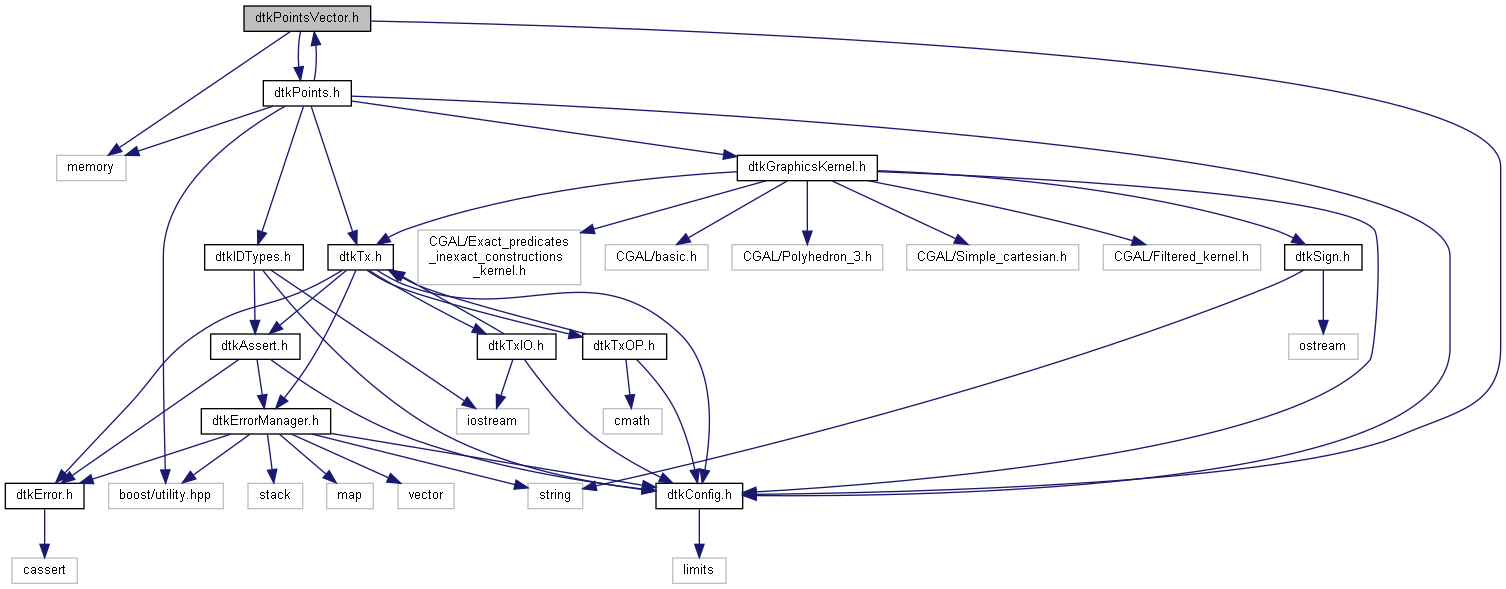 dtkPointsVector.h
dtkPoints.h
memory
dtkGraphicsKernel.h
dtkIDTypes.h
dtkTx.h
CGAL/Exact_predicates
_inexact_constructions
_kernel.h
CGAL/basic.h
CGAL/Polyhedron_3.h
CGAL/Simple_cartesian.h
CGAL/Filtered_kernel.h
dtkSign.h
dtkAssert.h
dtkTxIO.h
dtkTxOP.h
ostream
dtkErrorManager.h
iostream
cmath
dtkError.h
boost/utility.hpp
stack
map
vector
string
dtkConfig.h
cassert
limits